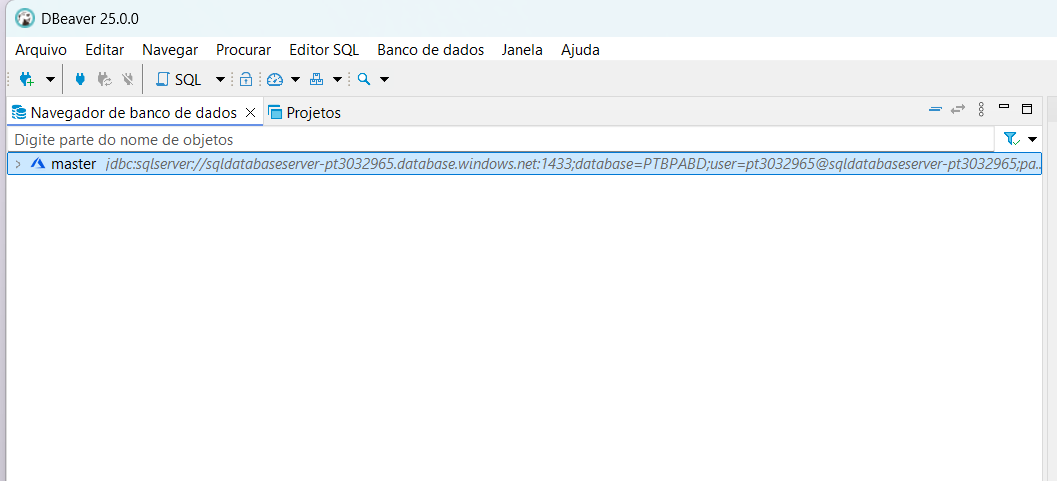 DBeaver 25.0.0
Arquivo Editar Navegar Procurar Editor SQL Banco de dados Janela Ajuda
SQL
Navegador de banco de dados Projetos
Digite parte do nome de objetos
master jdbc:sqlserver://sqldatabaseserver-pt3032965.database.windows.net:1433;database=PTBPABD;user=pt3032965@sqldatabaseserver-pt3032965;pa...